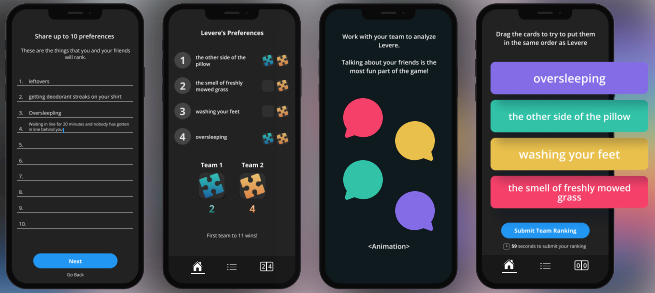 Share up to 10 preferences
These are the things that you and your friends
will rank.
1. leftovers
2. getting deodorant streaks on your shirt
3. Oversleeping
4. Waiting in line for 20 minutes and nobody has gotten
in line behind you)
5.
6.
7.
8.
9.
10.
Next
Go Back
Levere's Preferences
1 the other side of the
pillow
2 the smell of freshly
mowed grass
3 washing your feet
4 oversleeping
Team 1 Team 2
2 4
First team to 11 wins!
2 4
Work with your team to analyze
Levere.
Talking about your friends is the
most fun part of the game!
<Animation>
Drag the cards to try to put them
in the same order as Levere
oversleeping
the other side of the pillow
washing your feet
the smell of freshly mowed
grass
Submit Team Ranking
59 seconds to submit your ranking
0 0